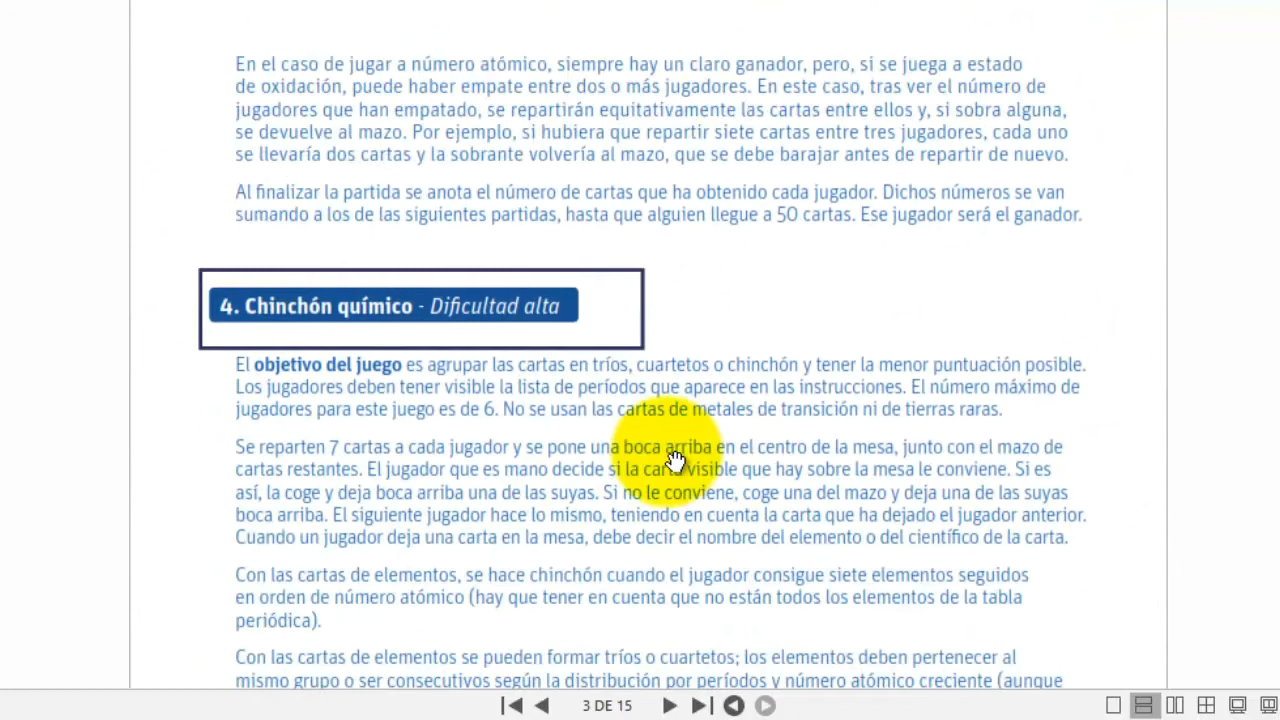 En el caso de jugar a número atómico, siempre hay un claro ganador, pero, si se juega a estado
de oxidación, puede haber empate entre dos o más jugadores. En este caso, tras ver el número de
jugadores que han empatado, se repartirán equitativamente las cartas entre ellos y, si sobra alguna,
se devuelve al mazo. Por ejemplo, si hubiera que repartir siete cartas entre tres jugadores, cada uno
se llevaría dos cartas y la sobrante volvería al mazo, que se debe barajar antes de repartir de nuevo.
Al finalizar la partida se anota el número de cartas que ha obtenido cada jugador. Dichos números se van
sumando a los de las siguientes partidas, hasta que alguien llegue a 50 cartas. Ese jugador será el ganador.
4. Chinchón químico - Dificultad alta
El objetivo del juego es agrupar las cartas en tríos, cuartetos o chinchón y tener la menor puntuación posible.
Los jugadores deben tener visible la lista de períodos que aparece en las instrucciones. El número máximo de
jugadores para este juego es de 6. No se usan las cartas de metales de transición ni de tierras raras.
Se reparten 7 cartas a cada jugador y se pone una boca arriba en el centro de la mesa, junto con el mazo de
cartas restantes. El jugador que es mano decide si la carta visible que hay sobre la mesa le conviene. Si es
así, la coge y deja boca arriba una de las suyas. Si no le conviene, coge una del mazo y deja una de las suyas
boca arriba. El siguiente jugador hace lo mismo, teniendo en cuenta la carta que ha dejado el jugador anterior.
Cuando un jugador deja una carta en la mesa, debe decir el nombre del elemento o del científico de la carta.
Con las cartas de elementos, se hace chinchón cuando el jugador consigue siete elementos seguidos
en orden de número atómico (hay que tener en cuenta que no están todos los elementos de la tabla
periódica).
Con las cartas de elementos se pueden formar tríos o cuartetos; los elementos deben pertenecer al
mismo grupo o ser consecutivos según la distribución por períodos y número atómico creciente (aunque
3 DE 15